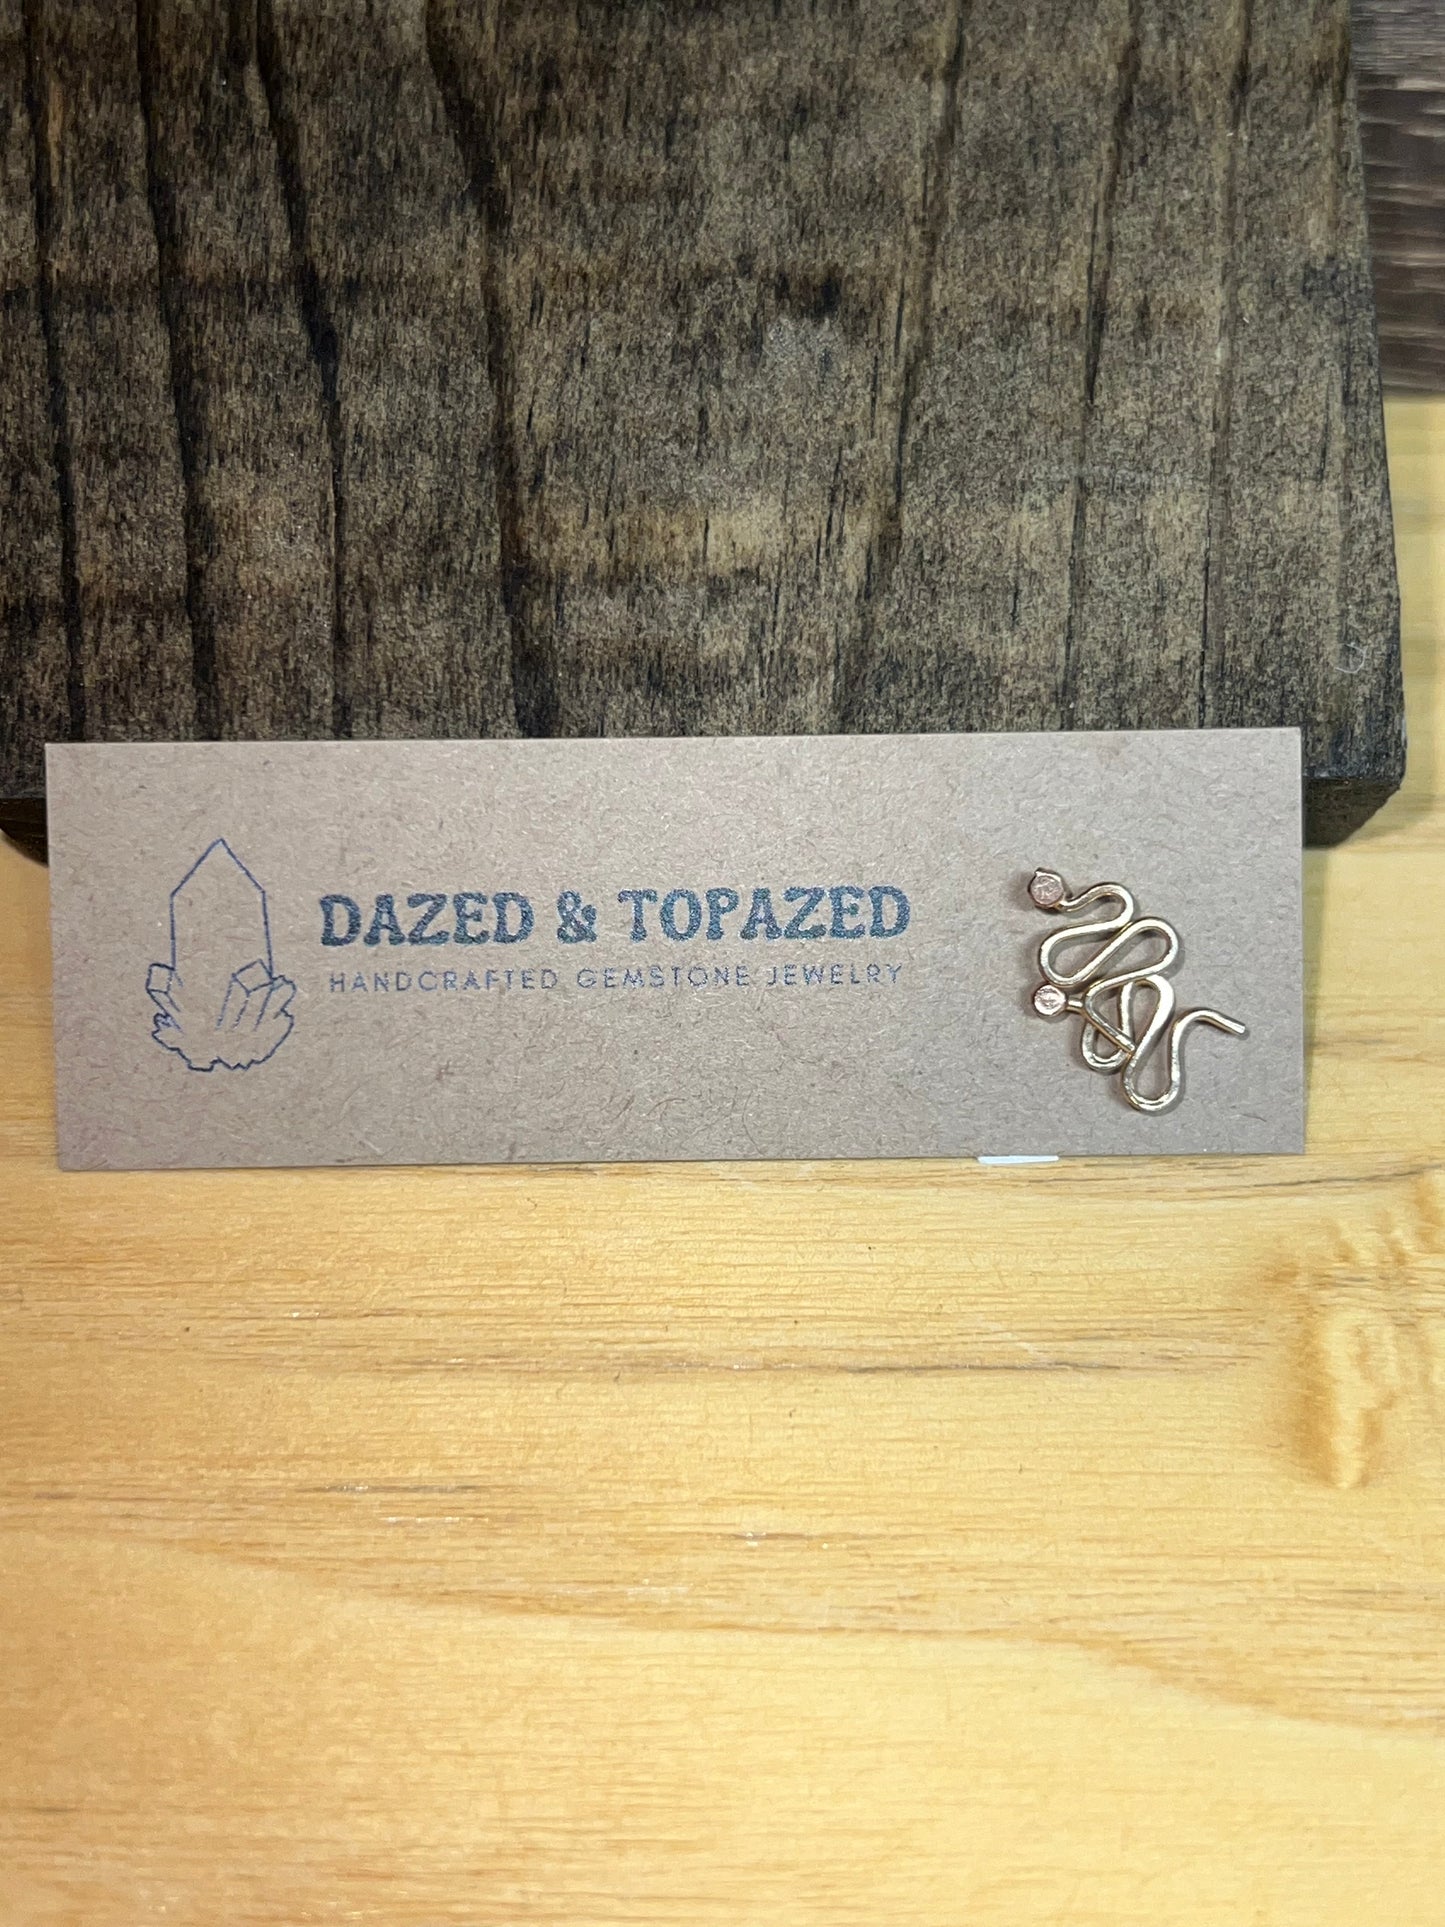 DAZED & TOPAZED
HANDCRAFTED GEMSTONE JEWELRY